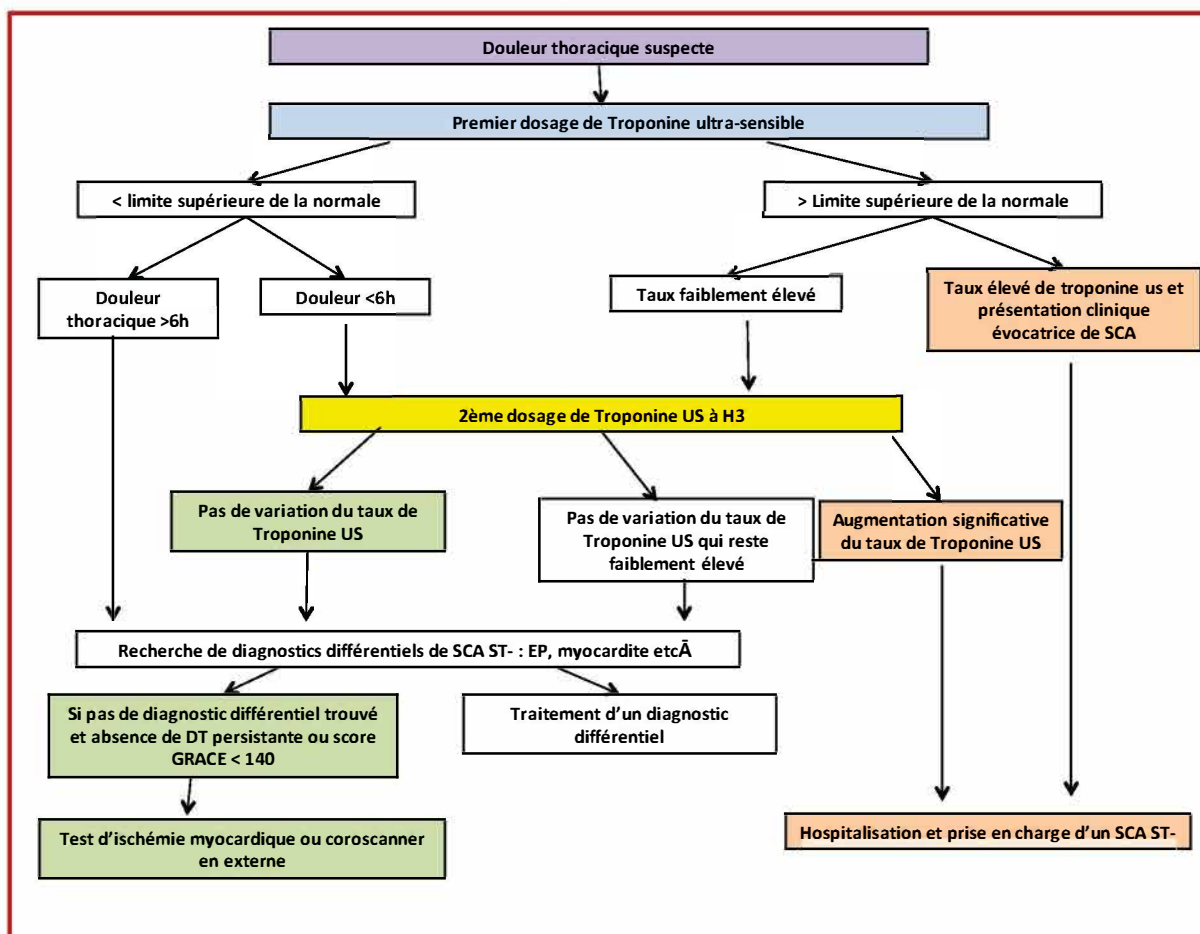 Douleur thoracique suspecte
Premier dosage de Troponine ultra-sensible
< limite supérieure de la normale
> Limite supérieure de la normale
Douleur
thoracique >6h
Douleur <6h
Taux faiblement élevé
Taux élevé de troponine us et
présentation clinique
évocatrice de SCA
2ème dosage de Troponine US à H3
Pas de variation du taux de
Troponine US
Pas de variation du taux de
Troponine US qui reste
faiblement élevé
Augmentation significative
du taux de Troponine US
Recherche de diagnostics différentiels de SCA ST- : EP, myocardite etcÄ
Si pas de diagnostic différentiel trouvé
et absence de DT persistante ou score
GRACE < 140
Traitement d’un diagnostic
différentiel
Test d’ischémie myocardique ou coroscanner
en externe
Hospitalisation et prise en charge d’un SCA ST-